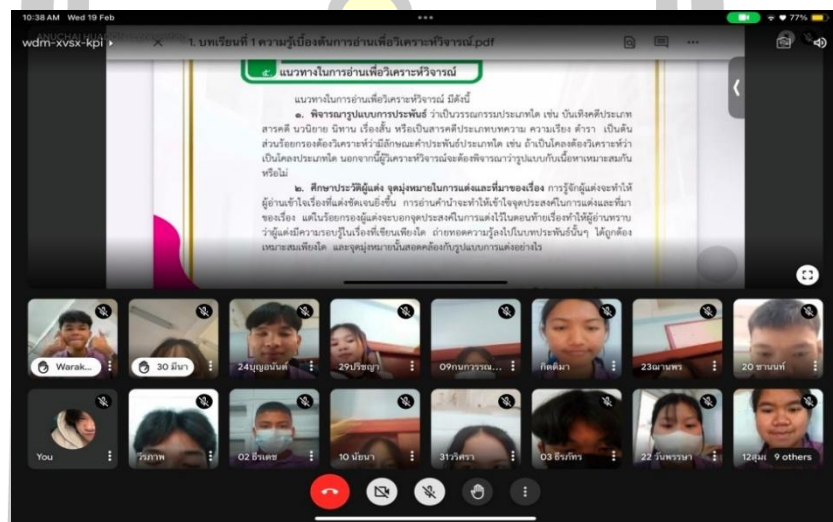 10:38 AM Wed 19 Feb
77%
wdm-xvsx-kpi
1. บทเรียนที่ 1 ความรู้เบื้องต้นการอ่านเพื่อวิเคราะห์วิจารณ์.pdf
๕ แนวทางในการอ่านเพื่อวิเคราะห์วิจารณ์
แนวทางในการอ่านเพื่อวิเคราะห์วิจารณ์ มีดังนี้
๑. พิจารณารูปแบบการประพันธ์ ว่าเป็นวรรณกรรมประเภทใด เช่น บันเทิงคดีประเภท
สารคดี นวนิยาย นิทาน เรื่องสั้น หรือเป็นสารคดีประเภทบทความ ความเรียง ตำรา เป็นต้น
ส่วนร้อยกรองต้องวิเคราะห์ว่ามีลักษณะคำประพันธ์ประเภทใด เช่น ถ้าเป็นโคลงต้องวิเคราะห์ว่า
เป็นโคลงประเภทใด นอกจากนี้ผู้วิเคราะห์วิจารณ์จะต้องพิจารณาว่ารูปแบบกับเนื้อหาเหมาะสมกัน
หรือไม่
๒. ศึกษาประวัติผู้แต่ง จุดมุ่งหมายในการแต่งและที่มาของเรื่อง การรู้จักผู้แต่งจะทำให้
ผู้อ่านเข้าใจเรื่องที่แต่งชัดเจนยิ่งขึ้น การอ่านคำนำจะทำให้เข้าใจจุดประสงค์ในการแต่งและที่มา
ของเรื่อง แต่ในร้อยกรองผู้แต่งจะบอกจุดประสงค์ในการแต่งไว้ในตอนท้ายเรื่องทำให้ผู้อ่านทราบ
ว่าผู้แต่งมีความรอบรู้ในเรื่องที่เขียนเพียงใด ถ่ายทอดความรู้ลงไปในบทประพันธ์นั้นๆ ได้ถูกต้อง
เหมาะสมเพียงใด และจุดมุ่งหมายนั้นสอดคล้องกับรูปแบบการแต่งอย่างไร
Warak...
30 มีนา
24บุญอนันต์
29ปริชญา
09กนกวรรณ...
กิตติมา
23ฌานพร
20 ชานนท์
You
วรภาพ
02 ธีรเดช
10 นัยนา
31วริศรา
03 ธีรภัทร
22 วันพรรษา
12สุม
9 others